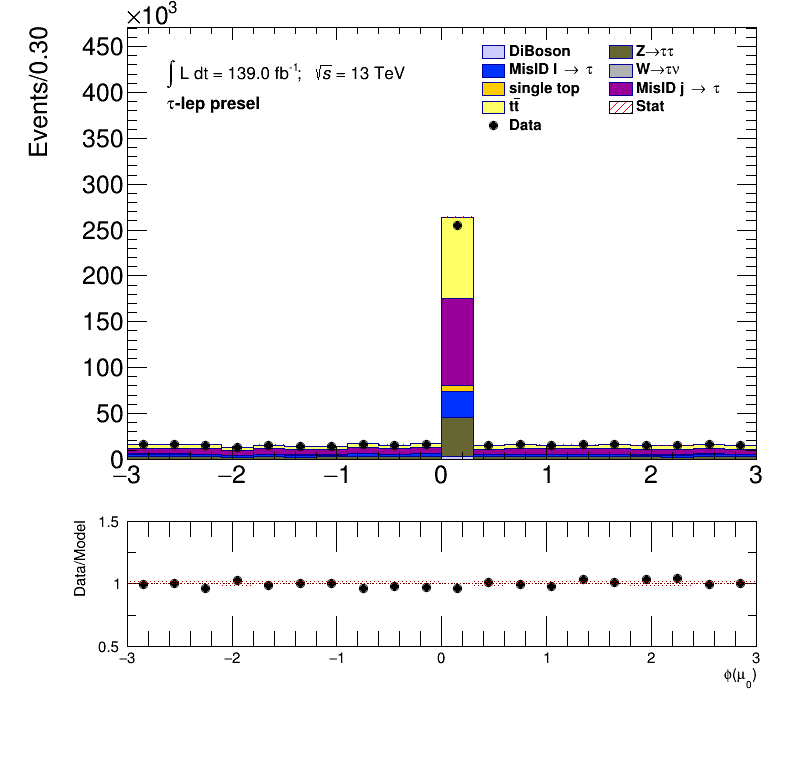 ×10³
Events/0.30
450
400
350
300
250
200
150
100
50
0
∫ L dt = 139.0 fb⁻¹; √s = 13 TeV
τ-lep presel
DiBoson
MisID l → τ
single top
tt̄
Data
Z→ττ
W→τν
MisID j → τ
Stat
−3 −2 −1 0 1 2 3
Data/Model
1.5
1
0.5
−3 −2 −1 0 1 2 3
ϕ(μ₀)